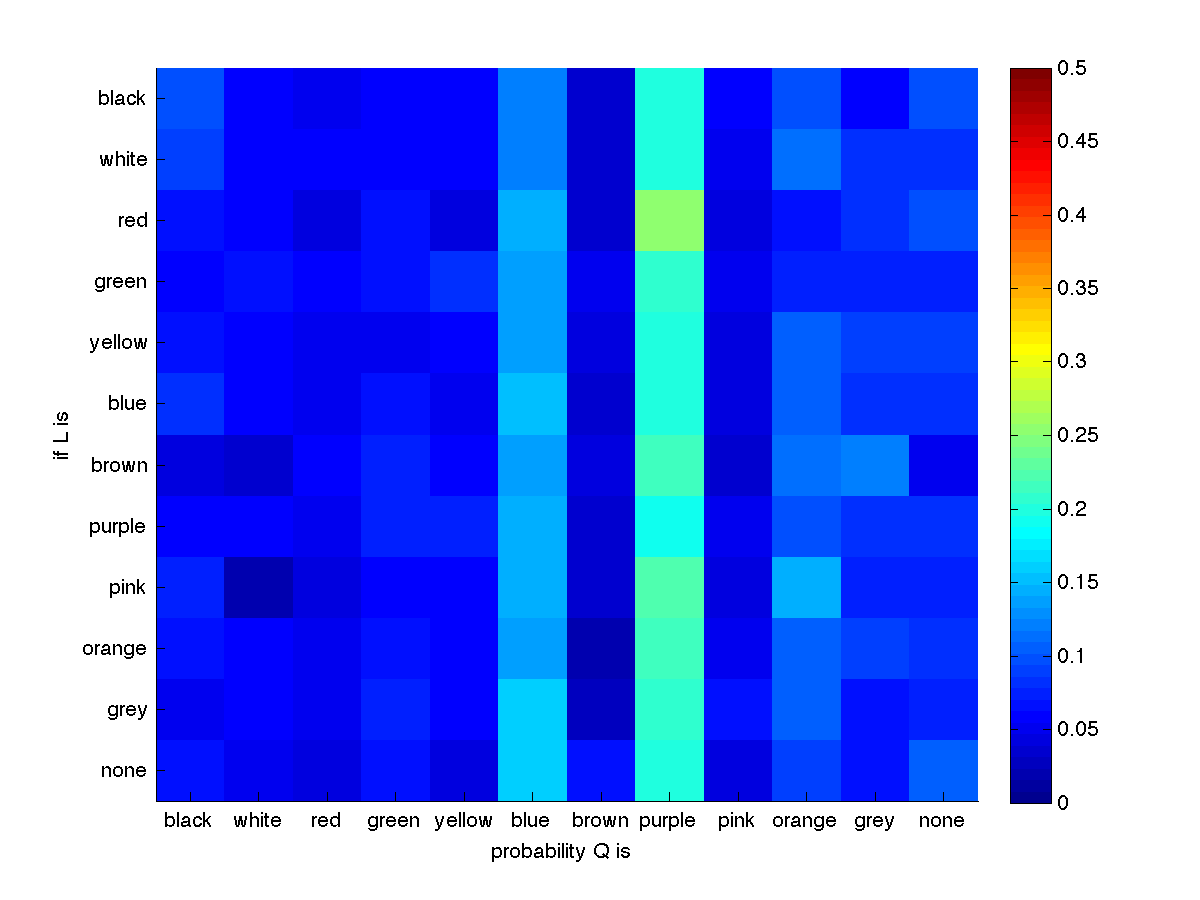 black
white
red
green
yellow
blue
brown
purple
pink
orange
grey
none
if L is
black white red green yellow blue brown purple pink orange grey none
probability Q is
0.5
0.45
0.4
0.35
0.3
0.25
0.2
0.15
0.1
0.05
0